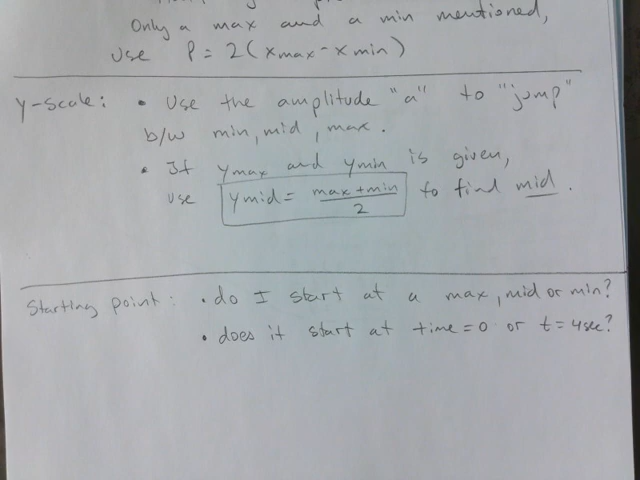 Only a max and a min mentioned,
Use P = 2(xmax - xmin)
y-scale: • Use the amplitude "a" to "jump"
b/w min, mid, max.
• If ymax and ymin is given,
use ymid = max + min / 2 to find mid.
Starting point: • do I start at a max, mid or min?
• does it start at time = 0 or t = 4sec?